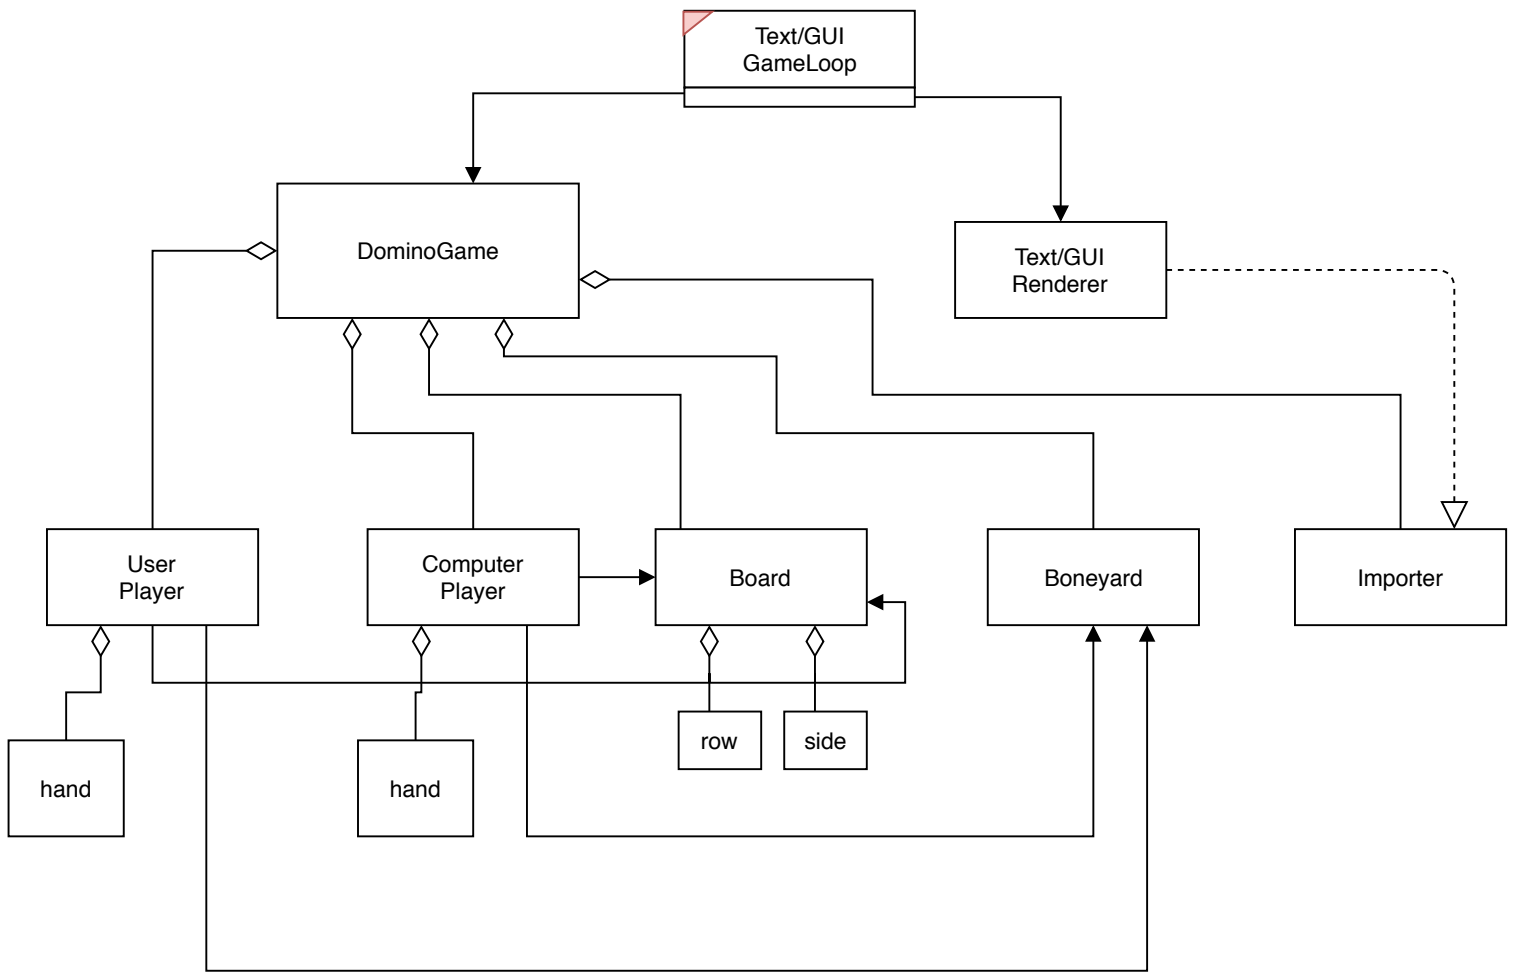 Text/GUI
GameLoop
DominoGame
Text/GUI
Renderer
User
Player
Computer
Player
Board
Boneyard
Importer
row
side
hand
hand